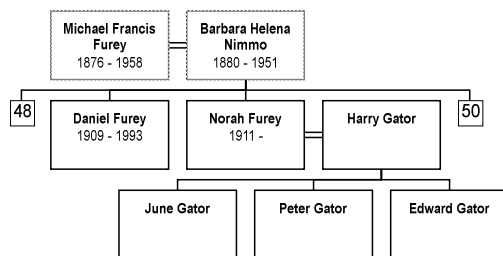 Michael Francis
Furey
1876 - 1958
Barbara Helena
Nimmo
1880 - 1951
48
Daniel Furey
1909 - 1993
Norah Furey
1911 -
Harry Gator
50
June Gator
Peter Gator
Edward Gator